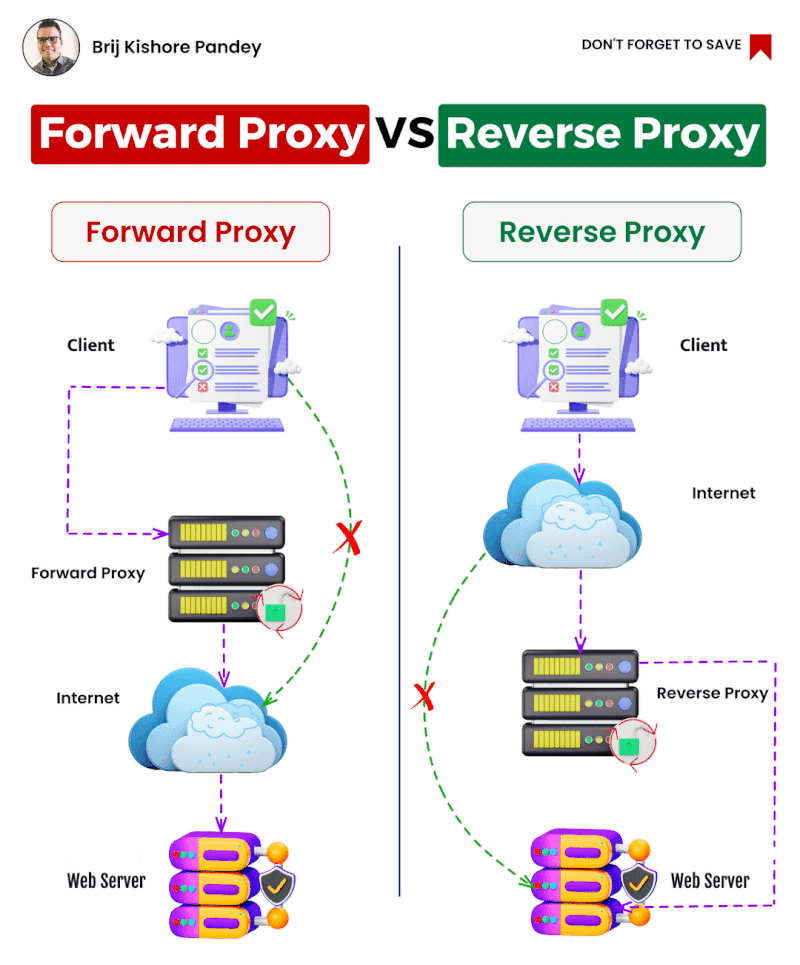 Brij Kishore Pandey
DON'T FORGET TO SAVE
Forward Proxy VS Reverse Proxy
Forward Proxy
Client
Forward Proxy
Internet
Web Server
Reverse Proxy
Client
Internet
Reverse Proxy
Web Server